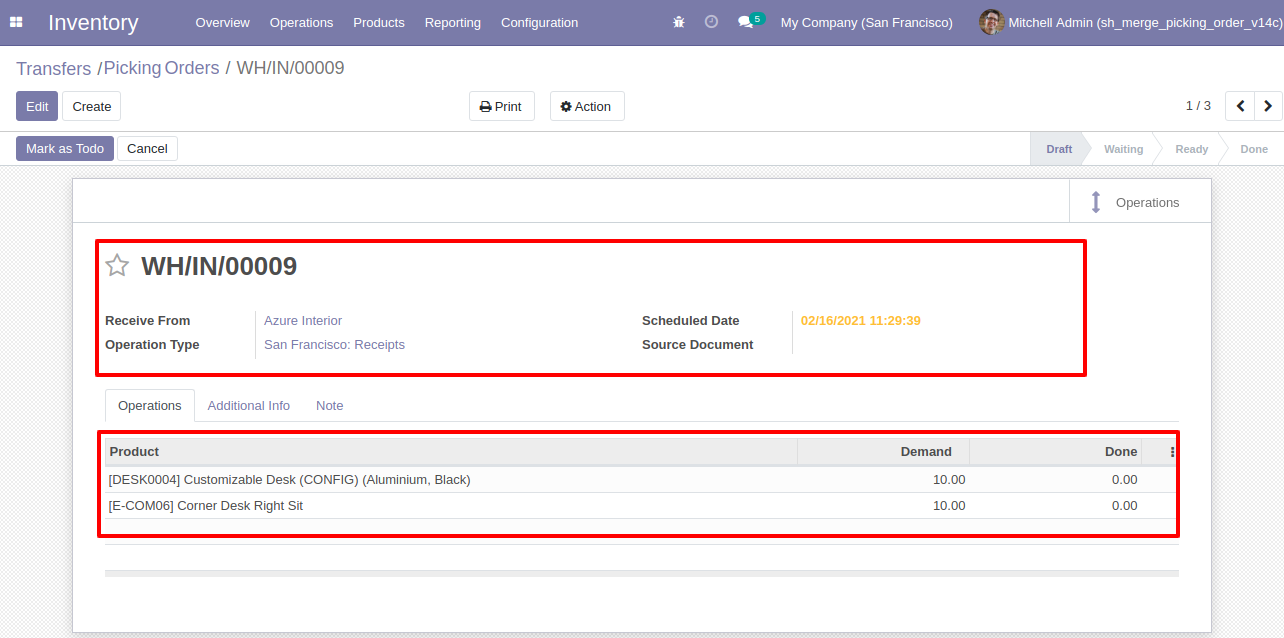 Inventory Overview Operations Products Reporting Configuration 5 My Company (San Francisco) Mitchell Admin (sh_merge_picking_order_v14c)
Transfers /Picking Orders / WH/IN/00009
Edit Create Print Action 1 / 3
Mark as Todo Cancel Draft Waiting Ready Done
Operations
WH/IN/00009
Receive From Azure Interior Scheduled Date 02/16/2021 11:29:39
Operation Type San Francisco: Receipts Source Document
Operations Additional Info Note
Product Demand Done
[DESK0004] Customizable Desk (CONFIG) (Aluminium, Black) 10.00 0.00
[E-COM06] Corner Desk Right Sit 10.00 0.00